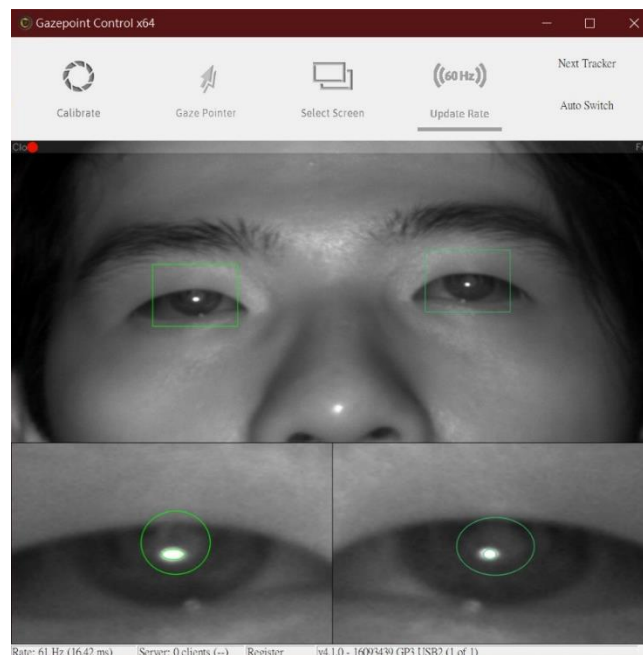 Gazepoint Control x64
Calibrate
Gaze Pointer
Select Screen
((60 Hz))
Update Rate
Next Tracker
Auto Switch
Clo
Rate: 61 Hz (16.42 ms)
Server: 0 clients (--)
Register
v4.1.0 - 16093439 GP3 USB2 (1 of 1)